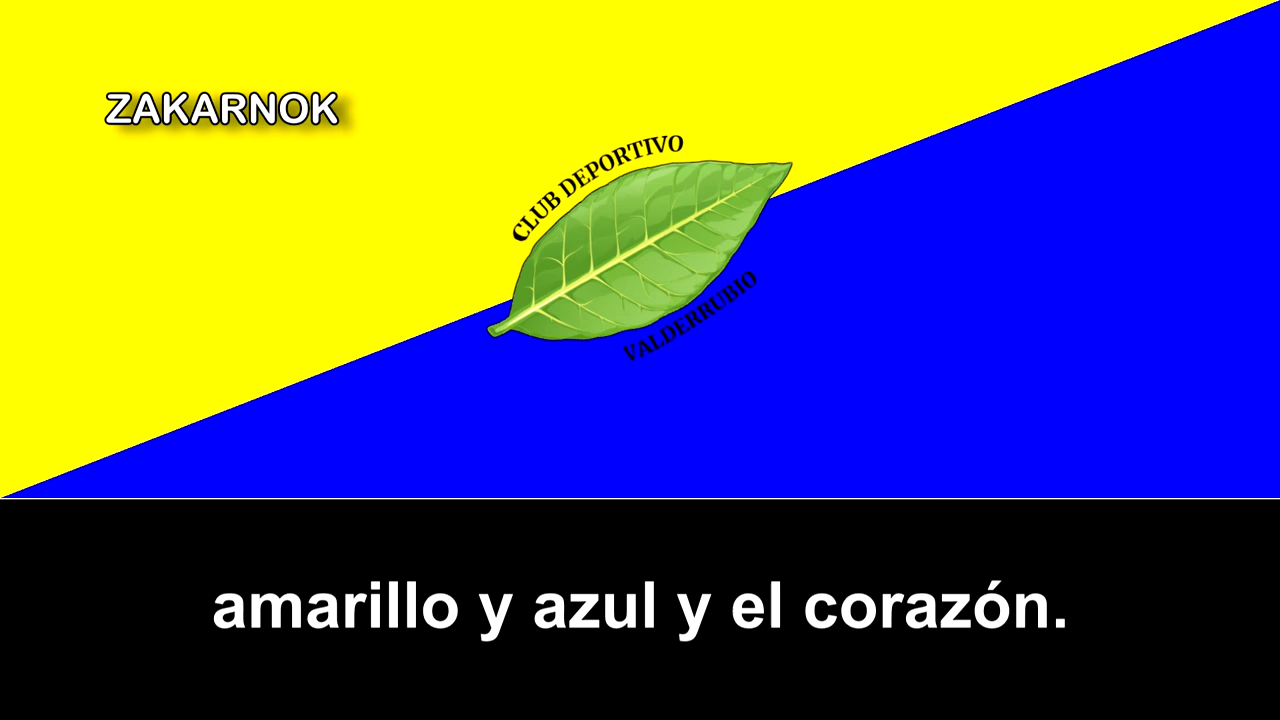 ZAKARNOK
CLUB DEPORTIVO
VALDERRUBIO
amarillo y azul y el corazón.